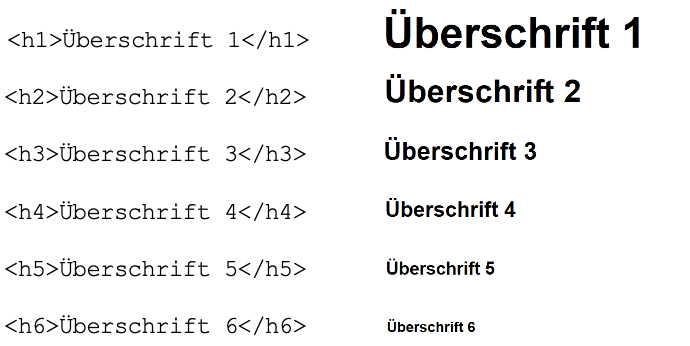 <h1>Überschrift 1</h1> Überschrift 1
<h2>Überschrift 2</h2> Überschrift 2
<h3>Überschrift 3</h3> Überschrift 3
<h4>Überschrift 4</h4> Überschrift 4
<h5>Überschrift 5</h5> Überschrift 5
<h6>Überschrift 6</h6> Überschrift 6